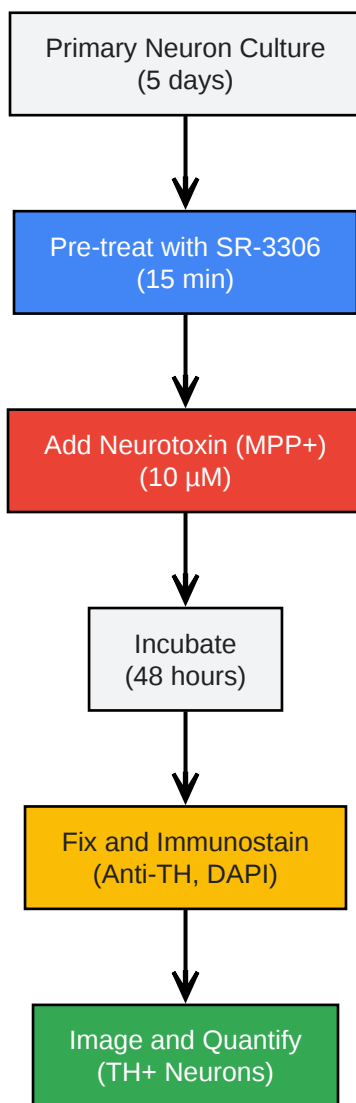 Primary Neuron Culture
(5 days)
Pre-treat with SR-3306
(15 min)
Add Neurotoxin (MPP+)
(10 µM)
Incubate
(48 hours)
Fix and Immunostain
(Anti-TH, DAPI)
Image and Quantify
(TH+ Neurons)